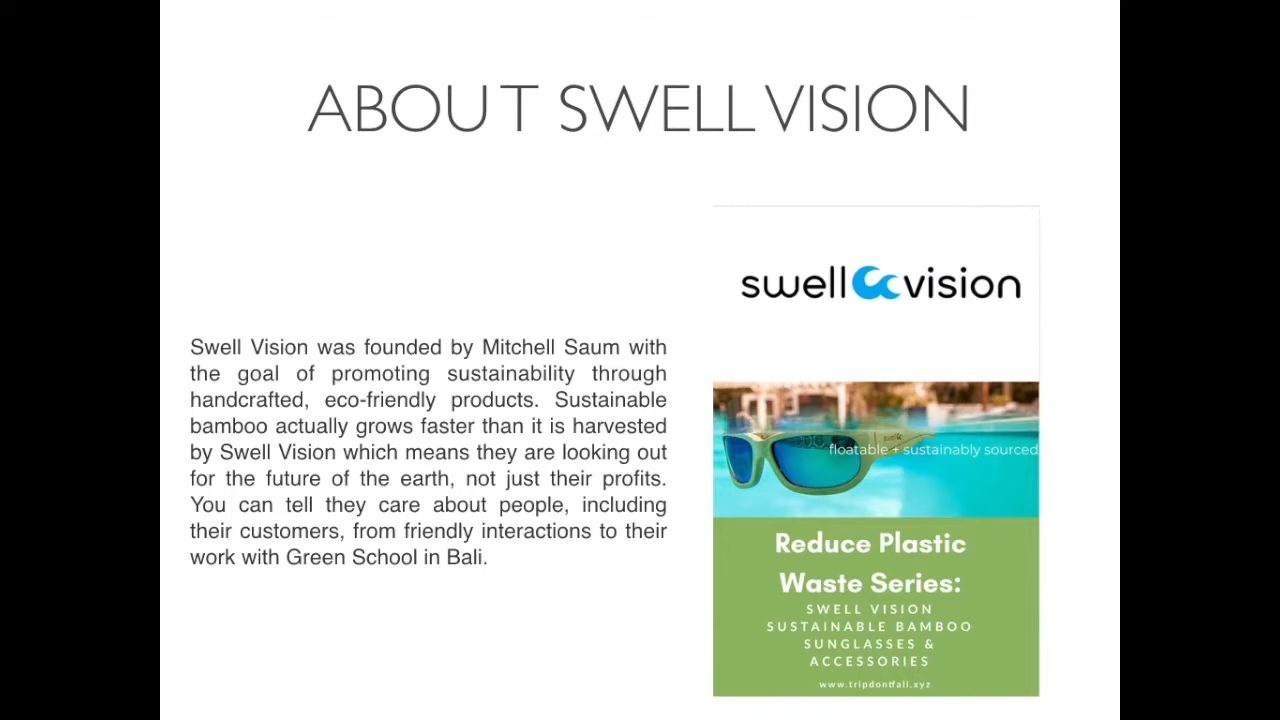 ABOUT SWELL VISION
Swell Vision was founded by Mitchell Saum with
the goal of promoting sustainability through
handcrafted, eco-friendly products. Sustainable
bamboo actually grows faster than it is harvested
by Swell Vision which means they are looking out
for the future of the earth, not just their profits.
You can tell they care about people, including
their customers, from friendly interactions to their
work with Green School in Bali.
swell vision
swell
floatable + sustainably sourced
Reduce Plastic
Waste Series:
SWELL VISION
SUSTAINABLE BAMBOO
SUNGLASSES &
ACCESSORIES
www.tripdontfall.xyz